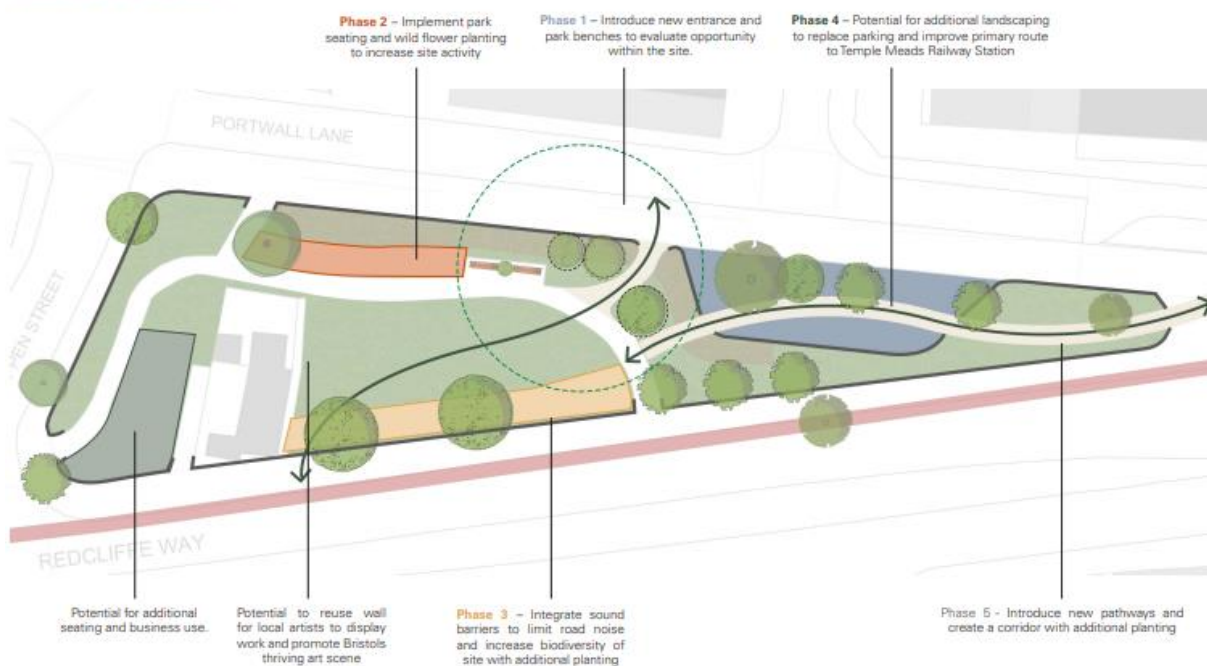 Phase 2 – Implement park
seating and wild flower planting
to increase site activity
Phase 1 – Introduce new entrance and
park benches to evaluate opportunity
within the site.
Phase 4 – Potential for additional landscaping
to replace parking and improve primary route
to Temple Meads Railway Station
PORTWALL LANE
PEN STREET
REDCLIFFE WAY
Potential for additional
seating and business use.
Potential to reuse wall
for local artists to display
work and promote Bristols
thriving art scene
Phase 3 – Integrate sound
barriers to limit road noise
and increase biodiversity of
site with additional planting
Phase 5 - Introduce new pathways and
create a corridor with additional planting